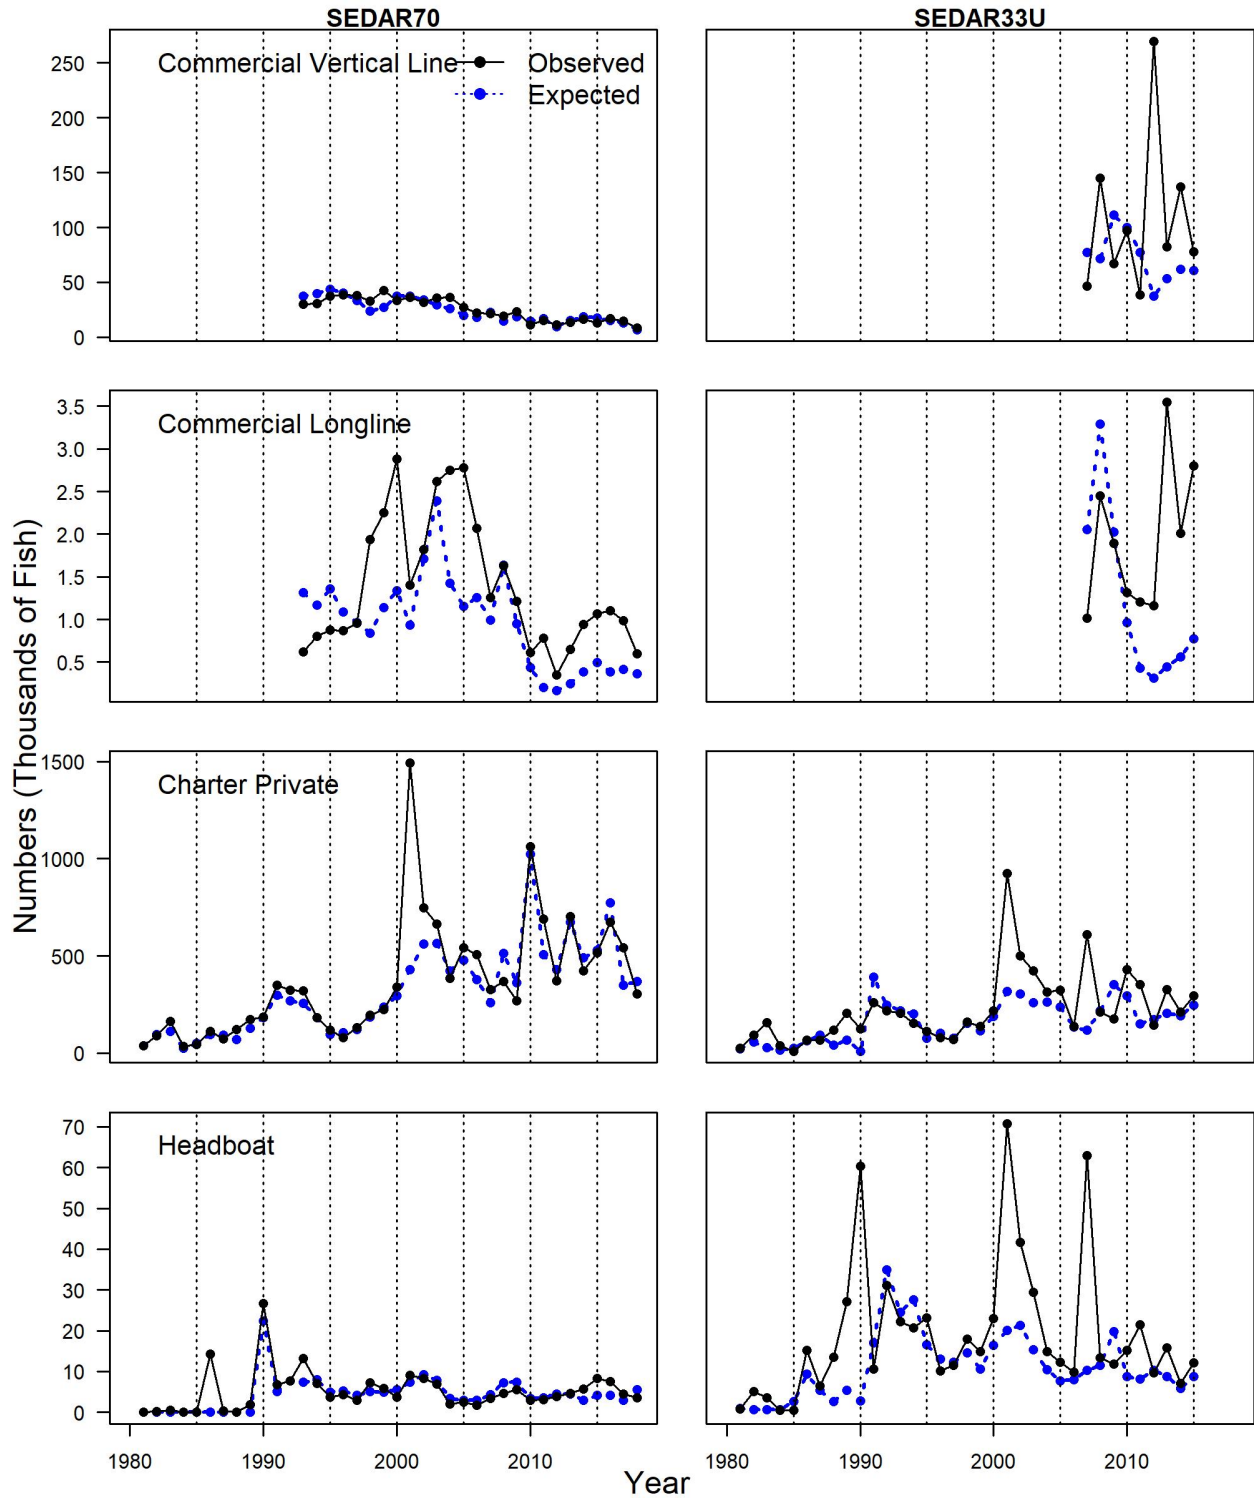 SEDAR70
SEDAR33U
Commercial Vertical Line
Observed
Expected
250
200
150
100
50
0
Commercial Longline
3.5
3.0
2.5
2.0
1.5
1.0
0.5
Numbers (Thousands of Fish)
Charter Private
1500
1000
500
0
Headboat
70
60
50
40
30
20
10
0
1980 1990 2000 2010
1980 1990 2000 2010
Year